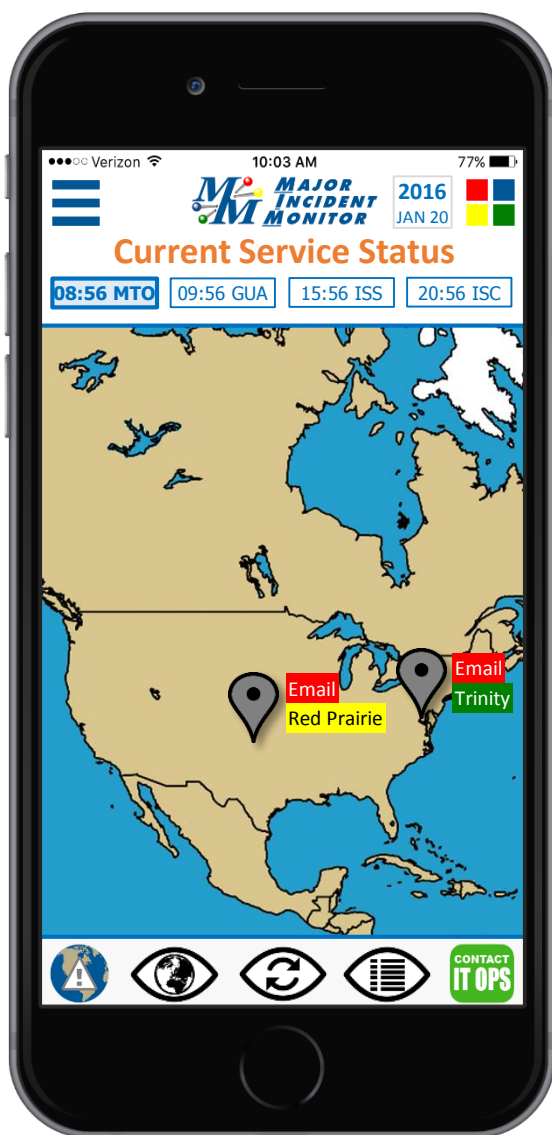 ●●●○○ Verizon 10:03 AM 77%
MM MAJOR INCIDENT MONITOR
2016
JAN 20
Current Service Status
08:56 MTO 09:56 GUA 15:56 ISS 20:56 ISC
Email
Trinity
Email
Red Prairie
CONTACT
IT OPS